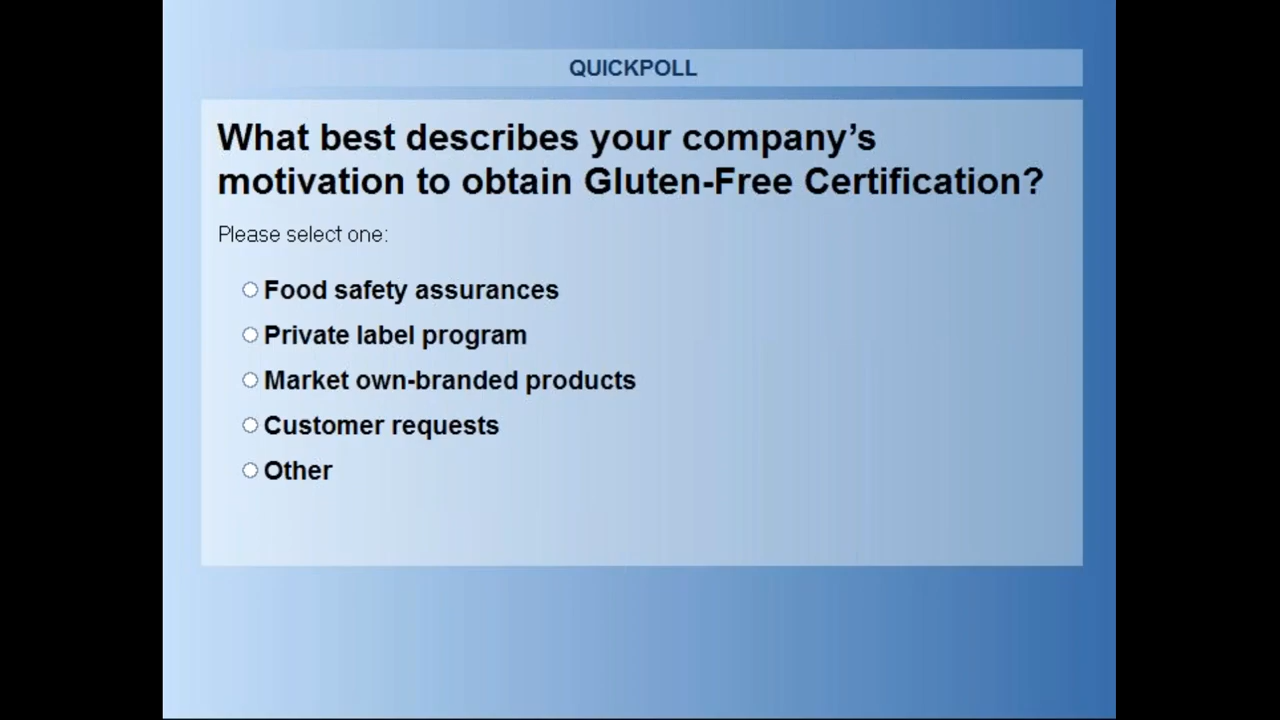 QUICKPOLL
What best describes your company’s
motivation to obtain Gluten-Free Certification?
Please select one:
Food safety assurances
Private label program
Market own-branded products
Customer requests
Other